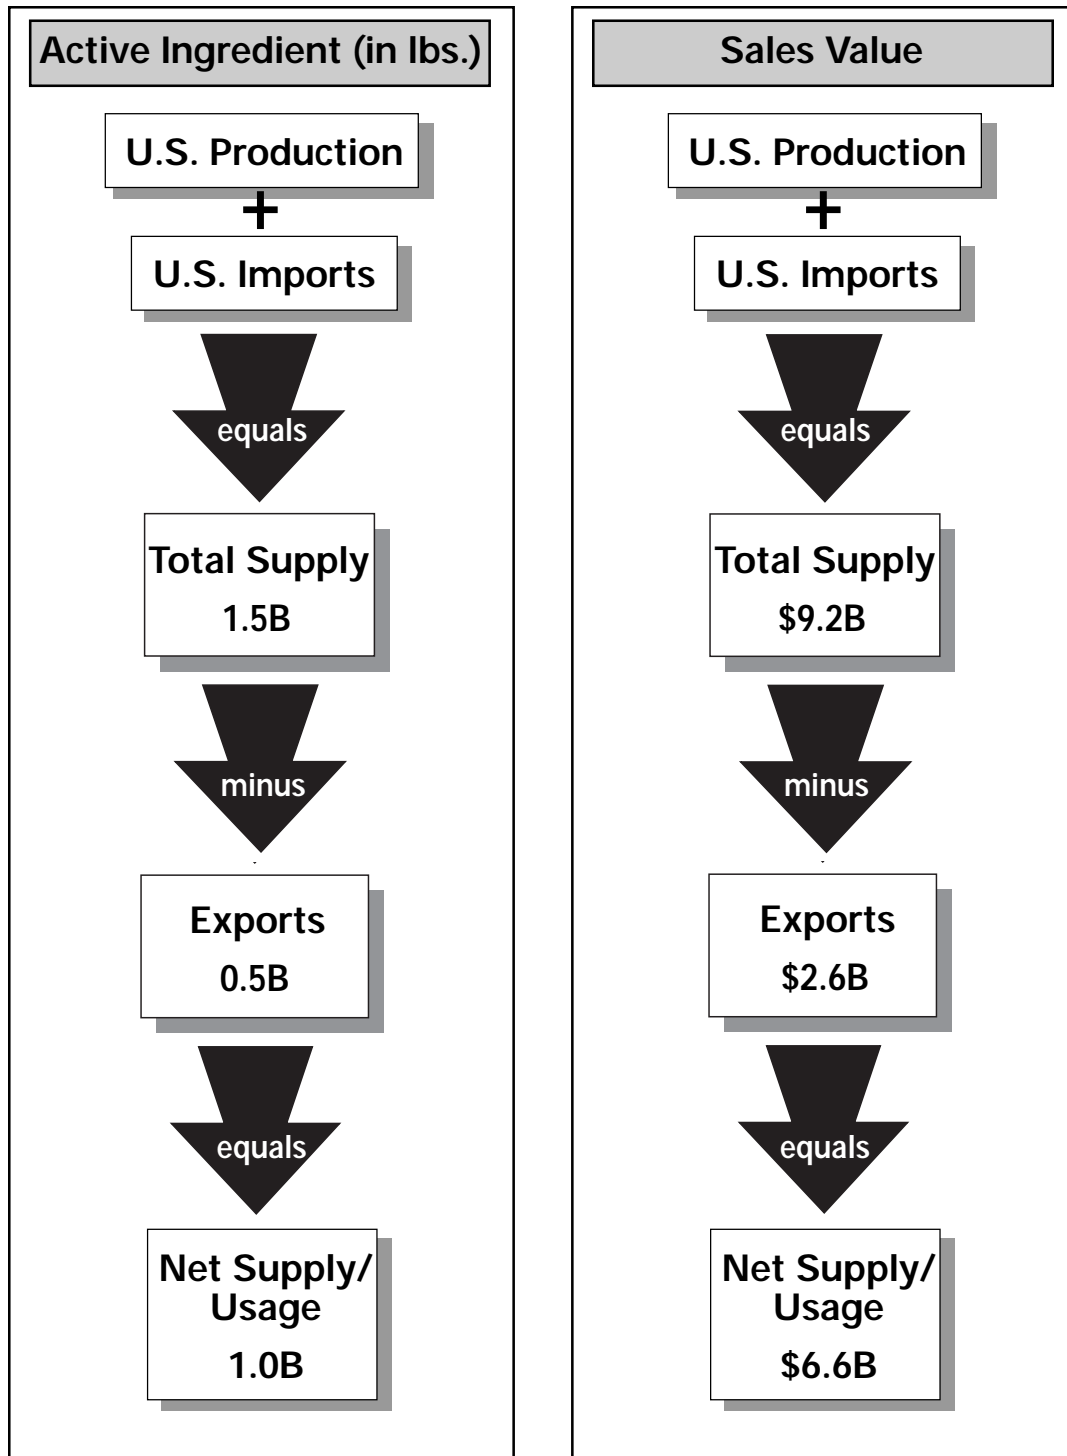 Active Ingredient (in lbs.)
U.S. Production
+
U.S. Imports
equals
Total Supply
1.5B
minus
Exports
0.5B
equals
Net Supply/
Usage
1.0B
Sales Value
U.S. Production
+
U.S. Imports
equals
Total Supply
$9.2B
minus
Exports
$2.6B
equals
Net Supply/
Usage
$6.6B